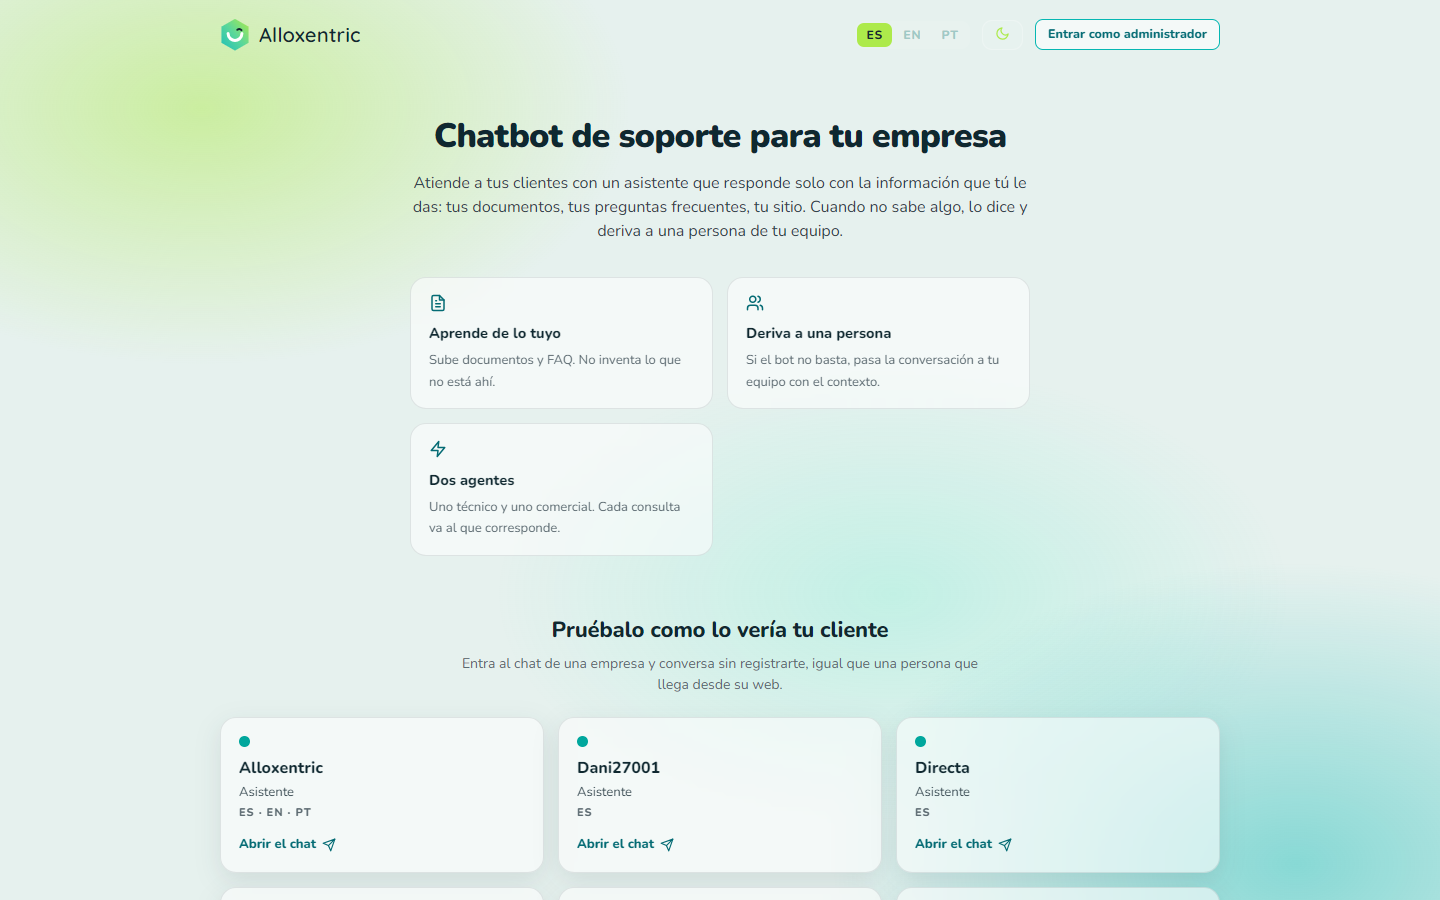 Alloxentric
ES EN PT
Entrar como administrador
Chatbot de soporte para tu empresa
Atiende a tus clientes con un asistente que responde solo con la información que tú le
das: tus documentos, tus preguntas frecuentes, tu sitio. Cuando no sabe algo, lo dice y
deriva a una persona de tu equipo.
Aprende de lo tuyo
Sube documentos y FAQ. No inventa lo que
no está ahí.
Deriva a una persona
Si el bot no basta, pasa la conversación a tu
equipo con el contexto.
Dos agentes
Uno técnico y uno comercial. Cada consulta
va al que corresponde.
Pruébalo como lo vería tu cliente
Entra al chat de una empresa y conversa sin registrarte, igual que una persona que
llega desde su web.
Alloxentric
Asistente
ES · EN · PT
Abrir el chat
Dani27001
Asistente
ES
Abrir el chat
Directa
Asistente
ES
Abrir el chat